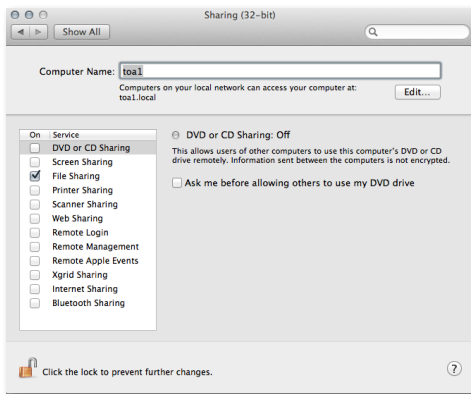 Sharing (32-bit)
Show All
Computer Name: toa1
Computers on your local network can access your computer at:
toa1.local
Edit...
On Service
DVD or CD Sharing
Screen Sharing
File Sharing
Printer Sharing
Scanner Sharing
Web Sharing
Remote Login
Remote Management
Remote Apple Events
Xgrid Sharing
Internet Sharing
Bluetooth Sharing
DVD or CD Sharing: Off
This allows users of other computers to use this computer's DVD or CD
drive remotely. Information sent between the computers is not encrypted.
Ask me before allowing others to use my DVD drive
Click the lock to prevent further changes.
?